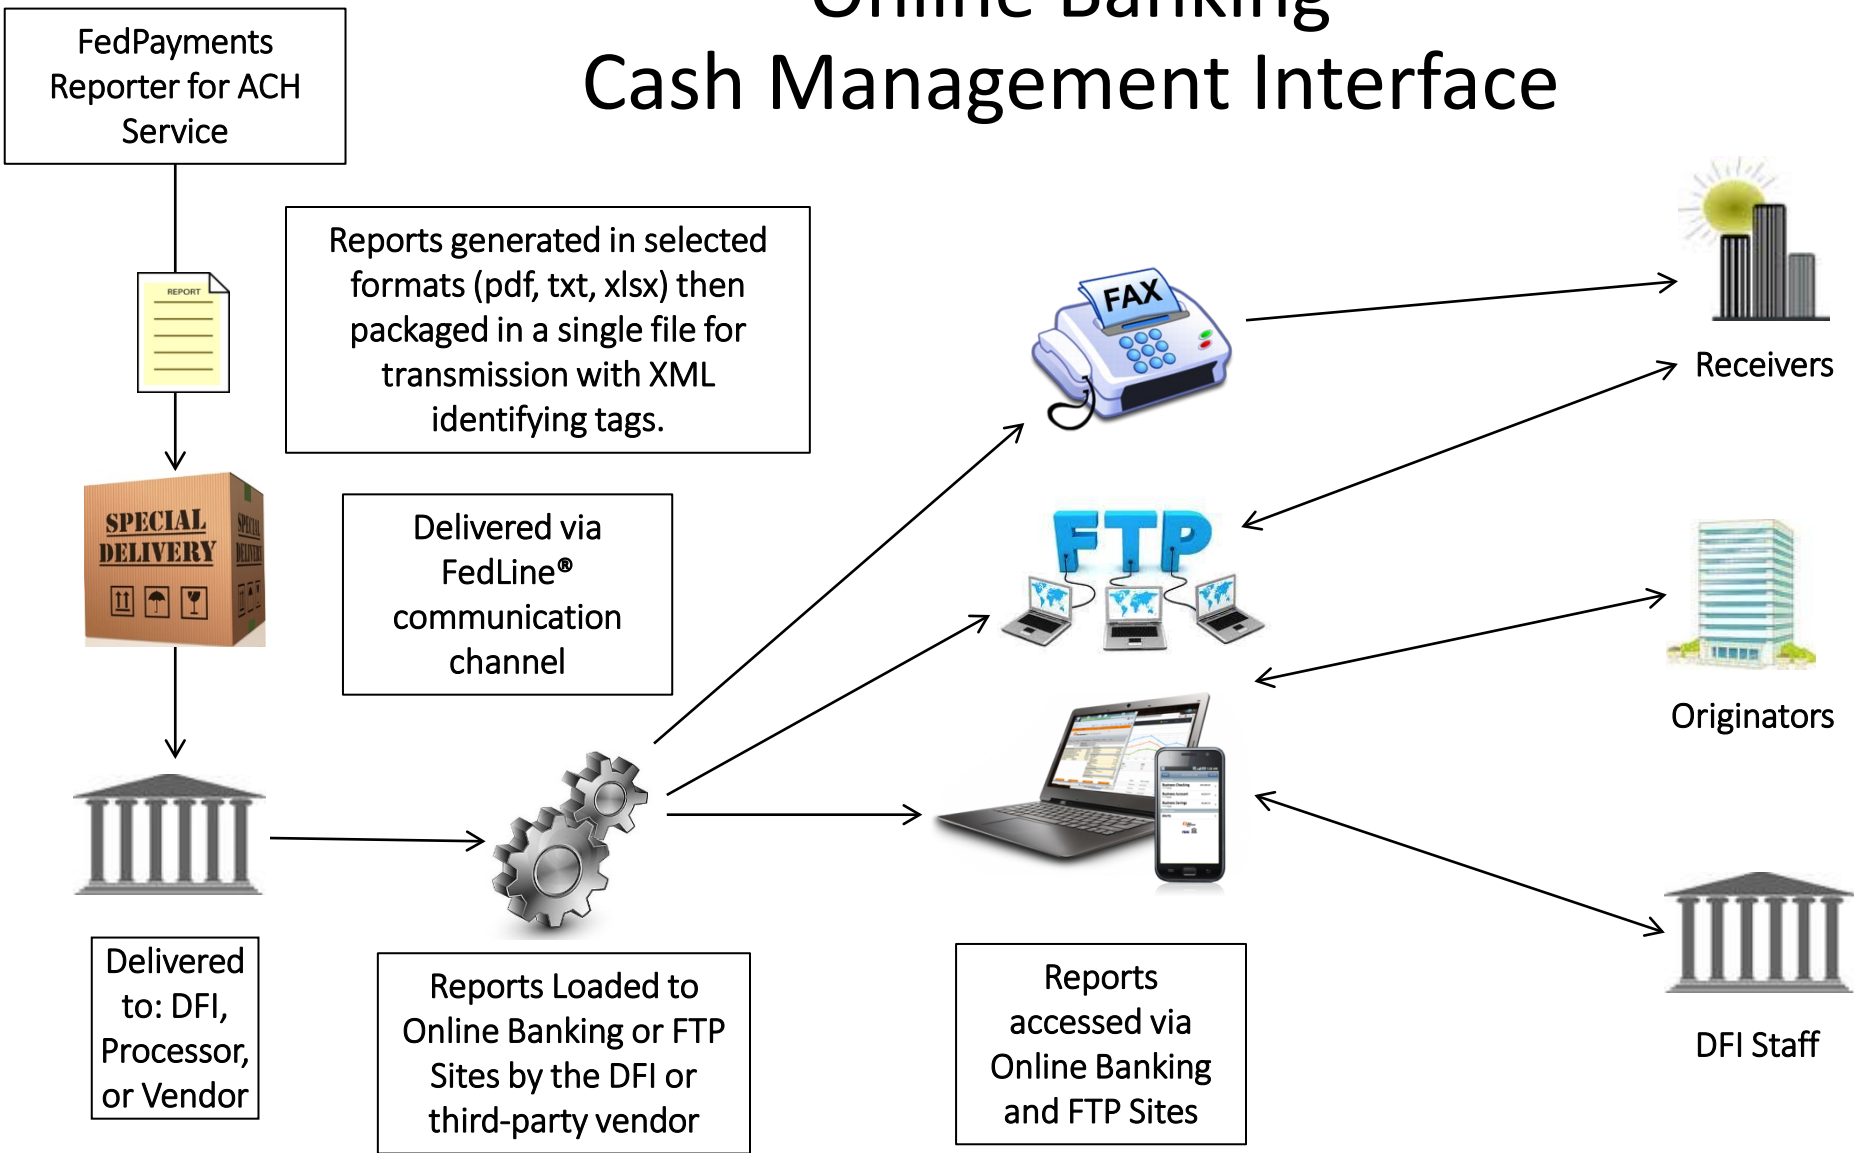 Online Banking
Cash Management Interface
FedPayments
Reporter for ACH
Service
REPORT
Reports generated in selected
formats (pdf, txt, xlsx) then
packaged in a single file for
transmission with XML
identifying tags.
SPECIAL
DELIVERY
Delivered via
FedLine®
communication
channel
Delivered
to: DFI,
Processor,
or Vendor
Reports Loaded to
Online Banking or FTP
Sites by the DFI or
third-party vendor
FAX
FTP
Reports
accessed via
Online Banking
and FTP Sites
Receivers
Originators
DFI Staff